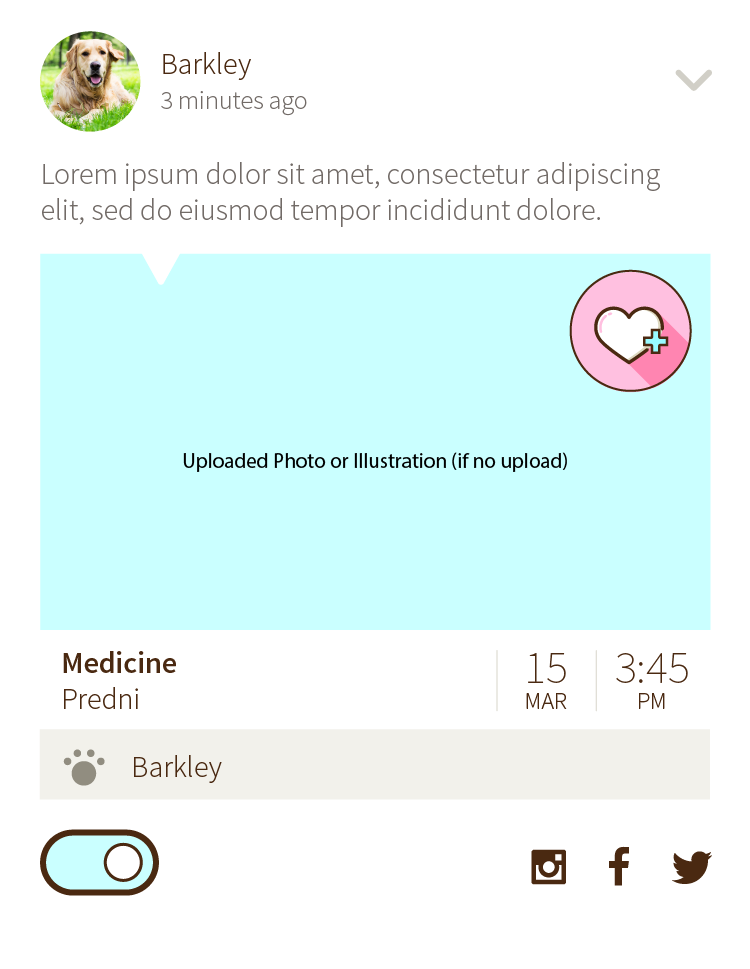 Barkley
3 minutes ago
Lorem ipsum dolor sit amet, consectetur adipiscing
elit, sed do eiusmod tempor incididunt dolore.
Uploaded Photo or Illustration (if no upload)
Medicine
Predni
15
MAR
3:45
PM
Barkley